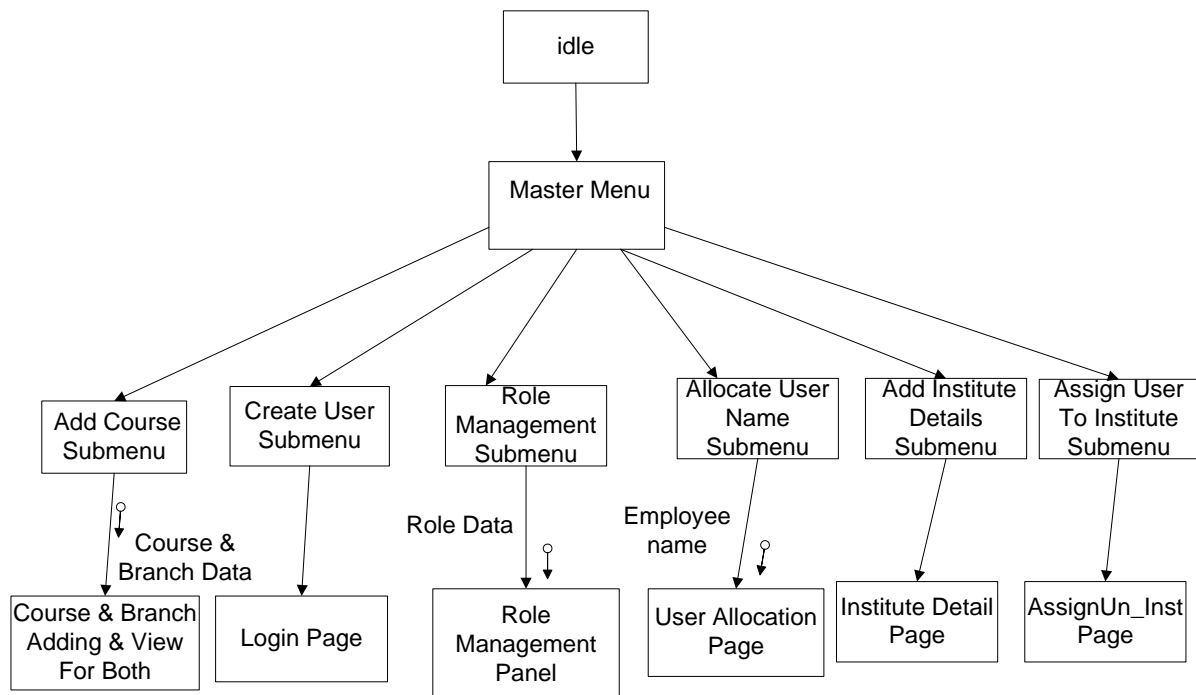 idle
Master Menu
Add Course
Submenu
Create User
Submenu
Role
Management
Submenu
Allocate User
Name
Submenu
Add Institute
Details
Submenu
Assign User
To Institute
Submenu
Course &
Branch Data
Role Data
Employee
name
Course & Branch
Adding & View
For Both
Login Page
Role
Management
Panel
User Allocation
Page
Institute Detail
Page
AssignUn_Inst
Page